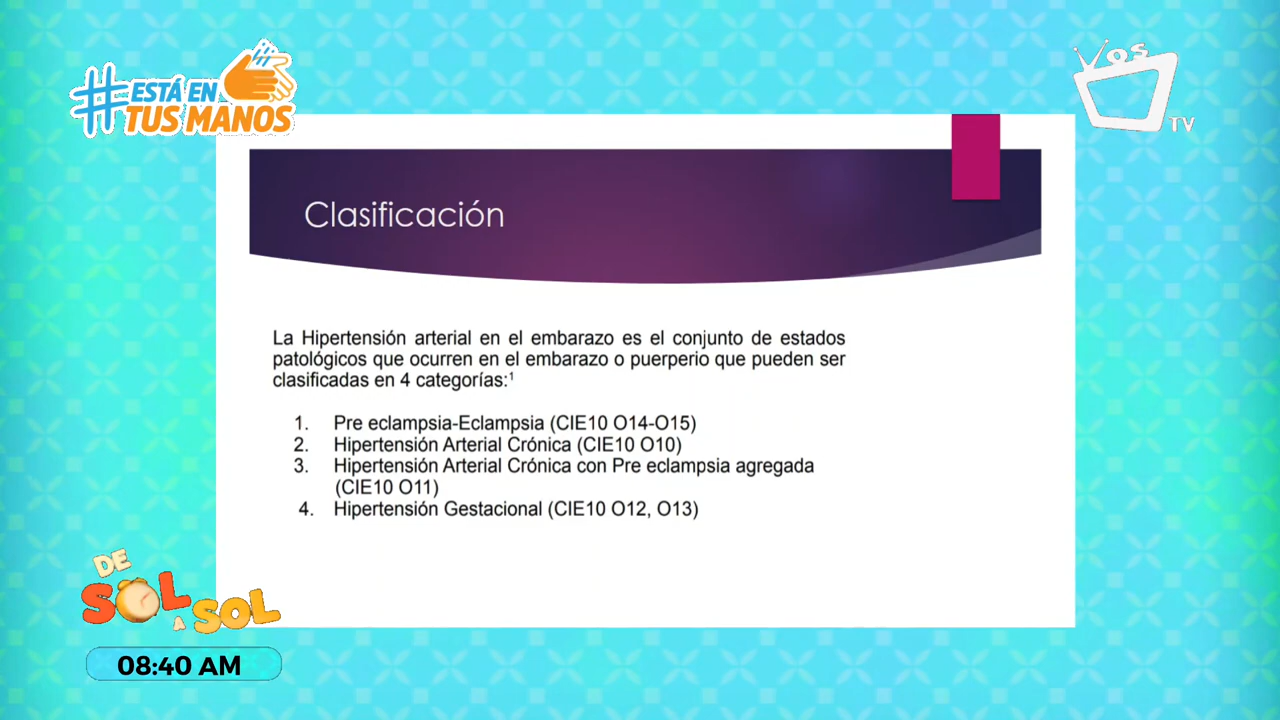 #ESTÁ EN
TUS MANOS
VOS
TV
Clasificación
La Hipertensión arterial en el embarazo es el conjunto de estados
patológicos que ocurren en el embarazo o puerperio que pueden ser
clasificadas en 4 categorías:¹
1. Pre eclampsia-Eclampsia (CIE10 O14-O15)
2. Hipertensión Arterial Crónica (CIE10 O10)
3. Hipertensión Arterial Crónica con Pre eclampsia agregada
(CIE10 O11)
4. Hipertensión Gestacional (CIE10 O12, O13)
DE
SOL
A SOL
08:40 AM